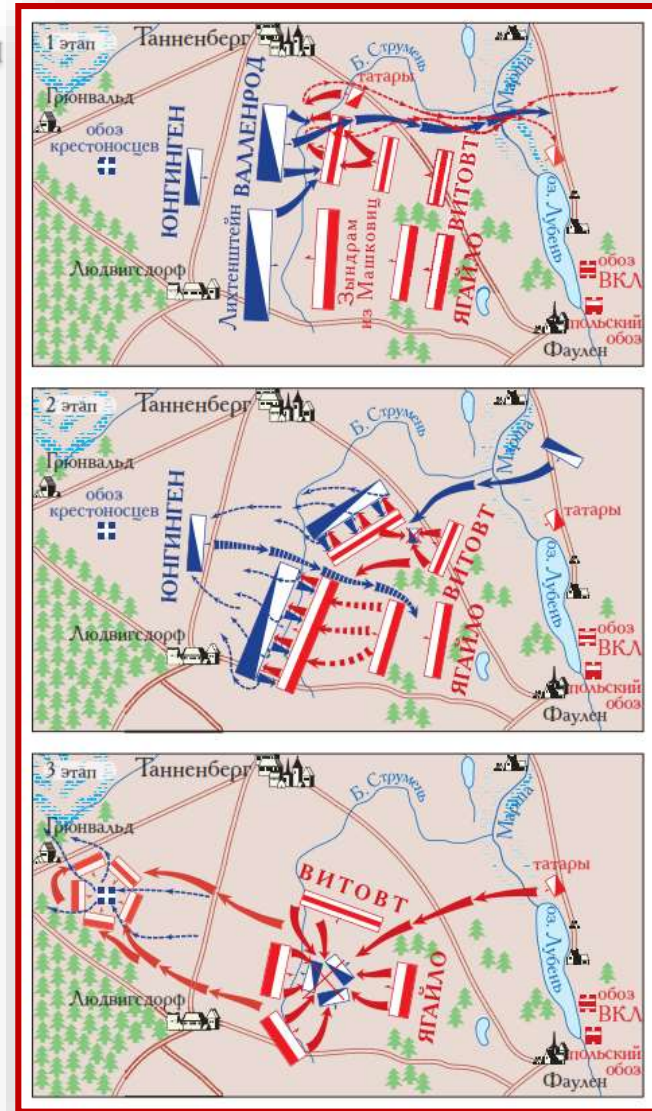 1 этап
Танненберг
Б. Струмень
татары
Марша
Грюнвальд
обоз
крестоносцев
ЮНГИНГЕН
ВАЛЛЕНРОД
Лихтенштейн
Зындрам
из Машковиц
ВИТОВТ
ЯГАЙЛО
оз. Лубень
обоз
ВКЛ
польский
обоз
Людвигсдорф
Фаулен
2 этап
Танненберг
Б. Струмень
Марша
Грюнвальд
обоз
крестоносцев
ЮНГИНГЕН
татары
ВИТОВТ
ЯГАЙЛО
оз. Лубень
обоз
ВКЛ
польский
обоз
Людвигсдорф
Фаулен
3 этап
Танненберг
Б. Струмень
Марша
Грюнвальд
татары
ВИТОВТ
ЯГАЙЛО
оз. Лубень
обоз
ВКЛ
польский
обоз
Людвигсдорф
Фаулен